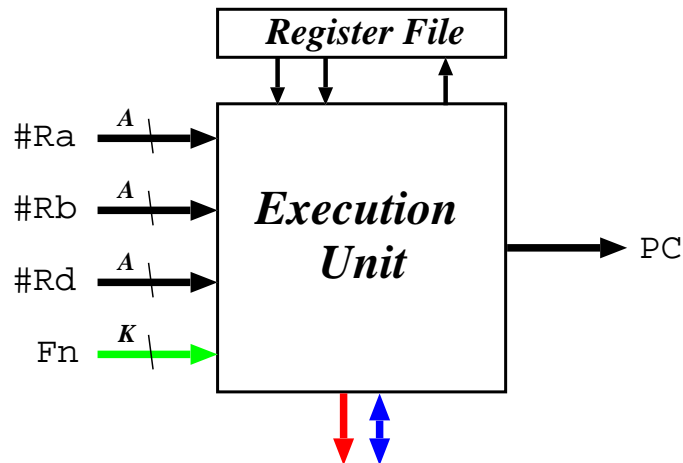 Register File
A
#Ra
A
#Rb
Execution
Unit
PC
A
#Rd
K
Fn